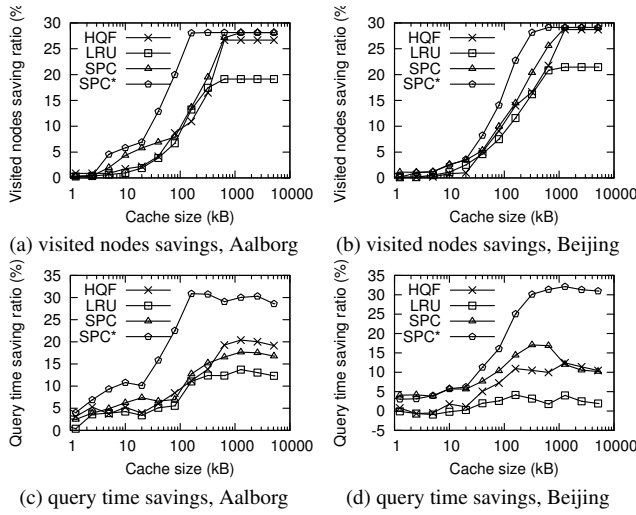 Visited nodes saving ratio (%
30
25
20
15
10
5
0
HQF
LRU
SPC
SPC*
1
10
100
1000
10000
Cache size (kB)
(a) visited nodes savings, Aalborg
Visited nodes saving ratio (%
30
25
20
15
10
5
0
HQF
LRU
SPC
SPC*
1
10
100
1000
10000
Cache size (kB)
(b) visited nodes savings, Beijing
Query time saving ratio (%)
35
30
25
20
15
10
5
0
HQF
LRU
SPC
SPC*
1
10
100
1000
10000
Cache size (kB)
(c) query time savings, Aalborg
Query time saving ratio (%)
35
30
25
20
15
10
5
0
-5
HQF
LRU
SPC
SPC*
1
10
100
1000
10000
Cache size (kB)
(d) query time savings, Beijing